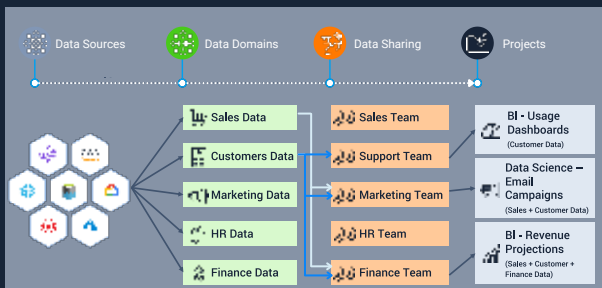 Data Sources
Data Domains
Data Sharing
Projects
Sales Data
Customers Data
Marketing Data
HR Data
Finance Data
Sales Team
Support Team
Marketing Team
HR Team
Finance Team
BI - Usage
Dashboards
(Customer Data)
Data Science –
Email
Campaigns
(Sales + Customer Data)
BI - Revenue
Projections
(Sales + Customer +
Finance Data)